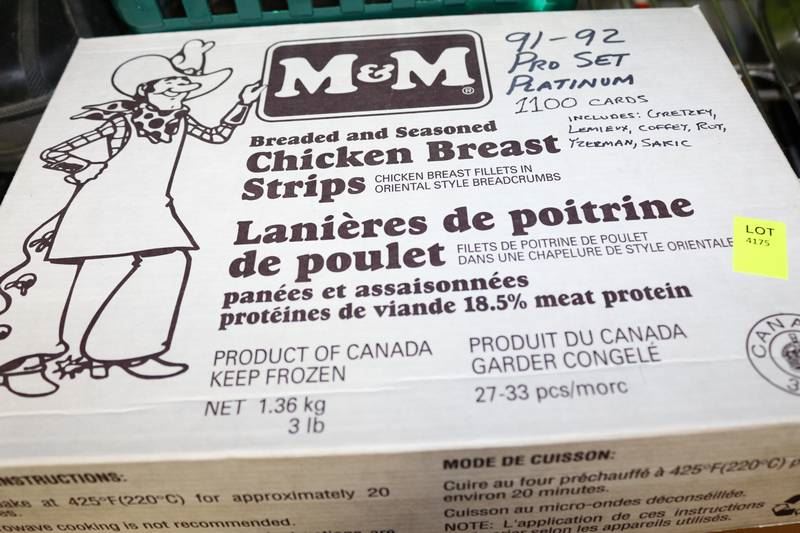 M&M®
91-92
PRO SET
PLATINUM
1100 CARDS
INCLUDES: GRETZKY,
LEMIEUX, COFFEY, ROY,
YZERMAN, SAKIC
Breaded and Seasoned
Chicken Breast
Strips
CHICKEN BREAST FILLETS IN
ORIENTAL STYLE BREADCRUMBS
Lanières de poitrine
de poulet
FILETS DE POITRINE DE POULET
DANS UNE CHAPELURE DE STYLE ORIENTALE
panées et assaisonnées
protéines de viande 18.5% meat protein
LOT
4175
PRODUCT OF CANADA
KEEP FROZEN
NET 1.36 kg
3 lb
PRODUIT DU CANADA
GARDER CONGELÉ
27-33 pcs/morc
CANA
NSTRUCTIONS:
ake at 425°F(220°C) for approximately 20
es.
rowave cooking is not recommended.
MODE DE CUISSON:
Cuire au four préchauffé à 425°F(220°C) p
environ 20 minutes.
Cuisson au micro-ondes déconseillée.
NOTE: L'application de ces instructions
selon les appareils utilisés.